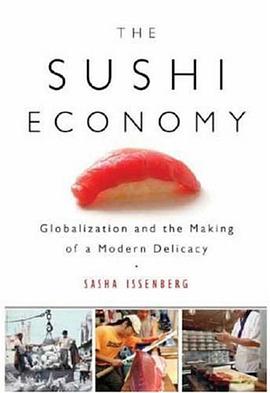 THE
SUSHI
ECONOMY
Globalization and the Making
of a Modern Delicacy
SASHA ISSENBERG